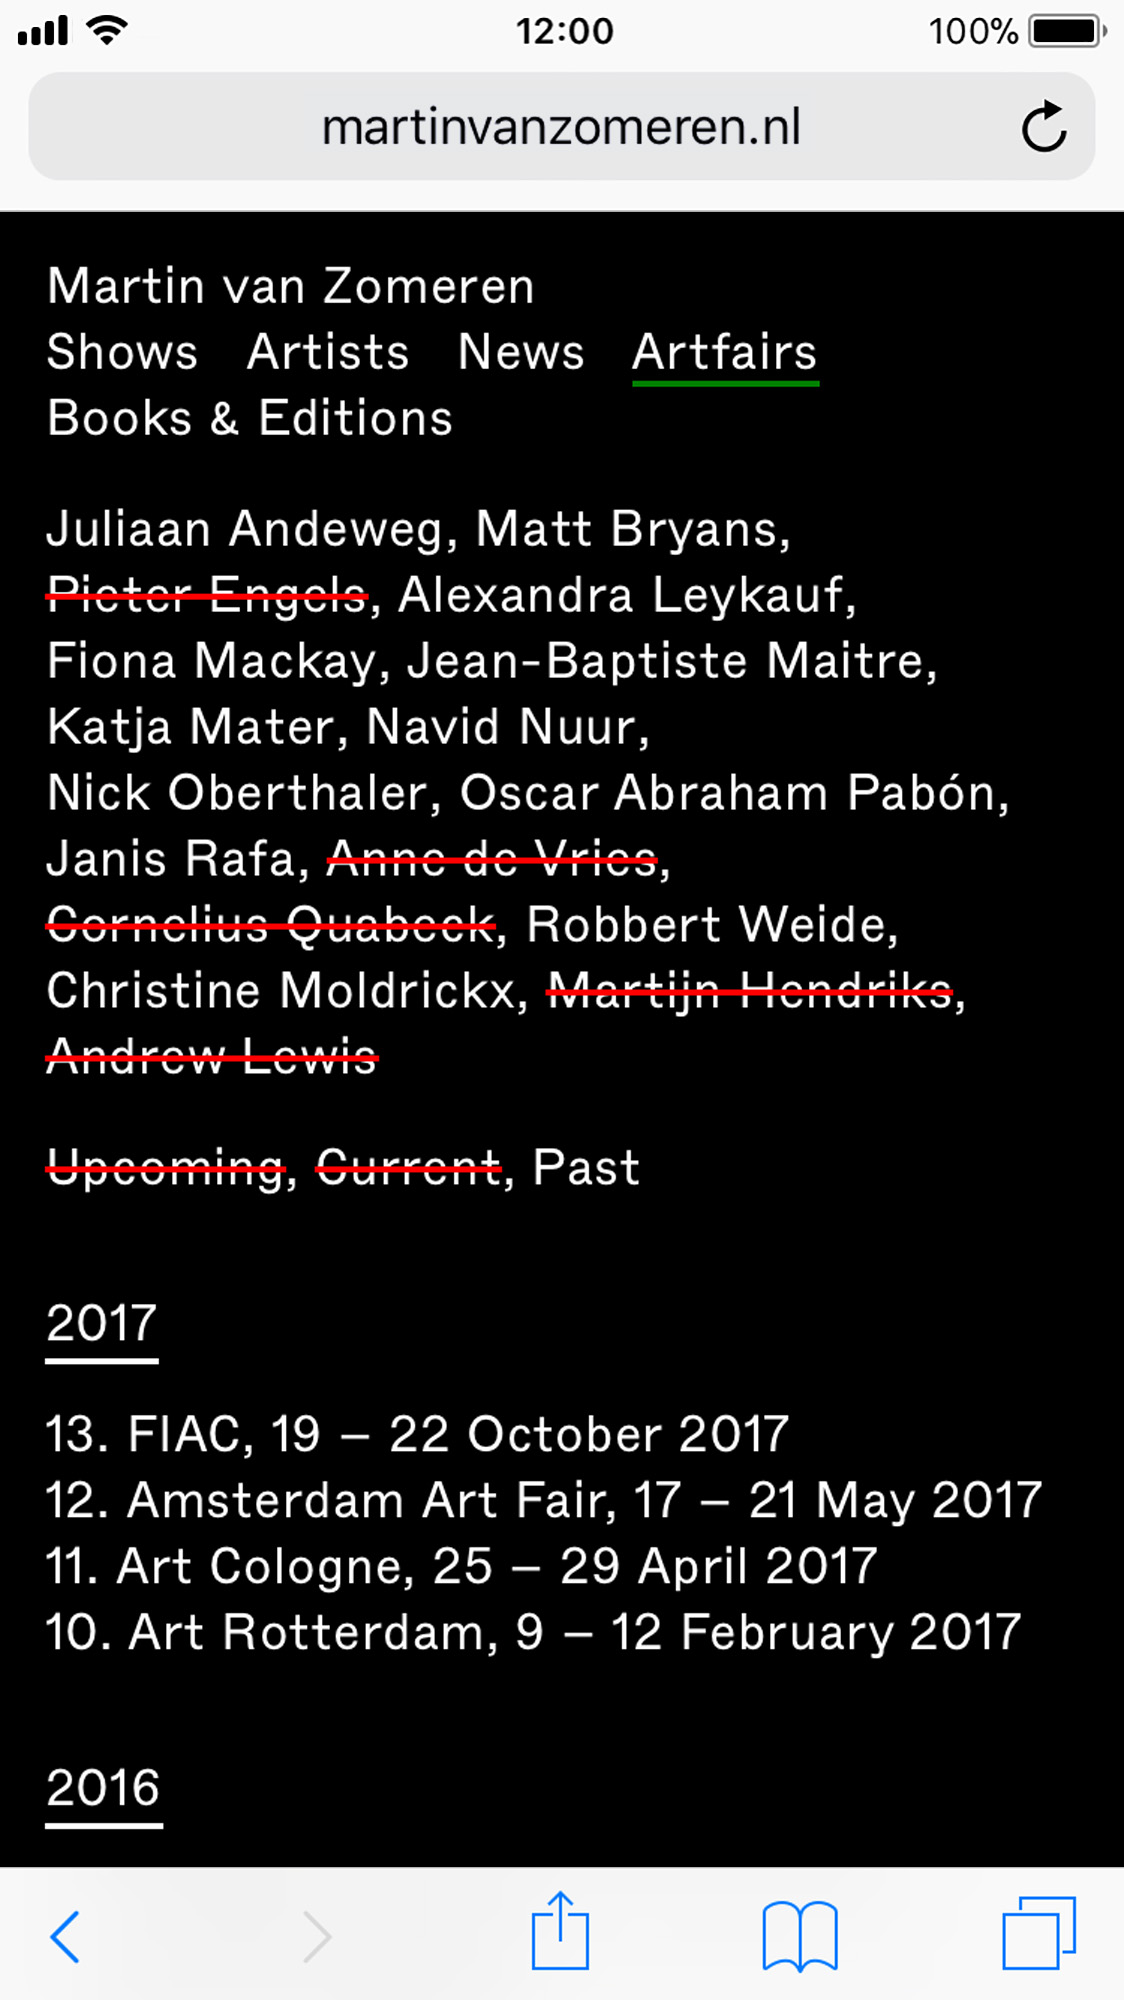 12:00 100%
martinvanzomeren.nl
Martin van Zomeren
Shows Artists News Artfairs
Books & Editions
Juliaan Andeweg, Matt Bryans,
Pieter Engels, Alexandra Leykauf,
Fiona Mackay, Jean-Baptiste Maitre,
Katja Mater, Navid Nuur,
Nick Oberthaler, Oscar Abraham Pabón,
Janis Rafa, Anne de Vries,
Cornelius Quabeck, Robbert Weide,
Christine Moldrickx, Martijn Hendriks,
Andrew Lewis
Upcoming, Current, Past
2017
13. FIAC, 19 – 22 October 2017
12. Amsterdam Art Fair, 17 – 21 May 2017
11. Art Cologne, 25 – 29 April 2017
10. Art Rotterdam, 9 – 12 February 2017
2016